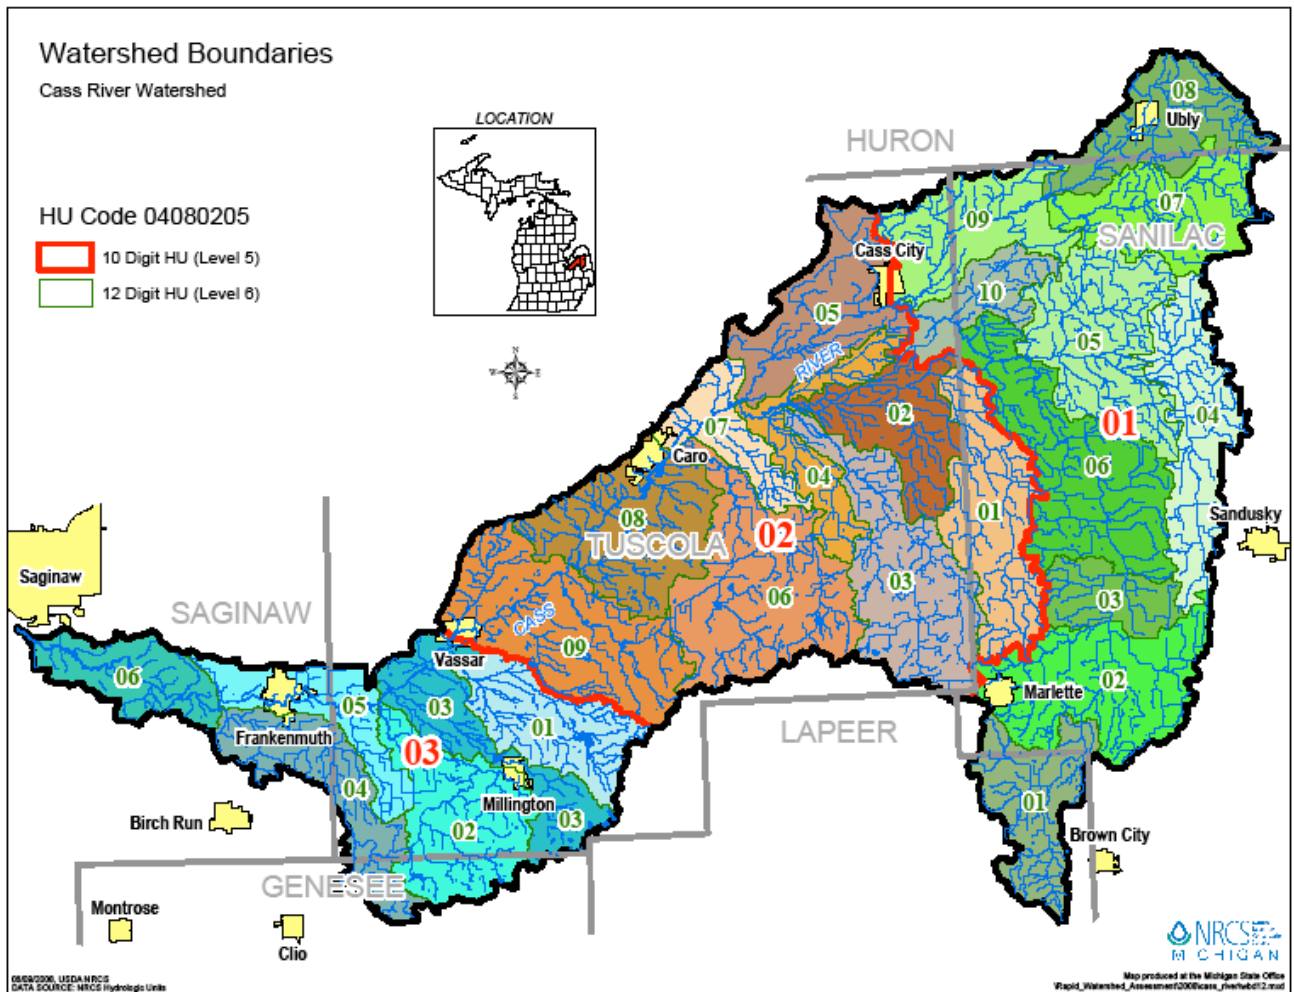 Watershed Boundaries
Cass River Watershed
LOCATION
HU Code 04080205
10 Digit HU (Level 5)
12 Digit HU (Level 6)
N
W E
S
HURON
08
Ubly
07
SANILAC
09
Cass City
10
05
05
RIVER
01
04
02
07
Caro
06
04
01
Sandusky
08
TUSCOLA
02
Saginaw
03
03
06
SAGINAW
CASS
09
Vassar
06
02
Marlette
05
03
01
LAPEER
Frankenmuth
03
04
Millington
01
Birch Run
02
03
Brown City
GENESEE
Montrose
Clio
NRCS
MICHIGAN
DATA SOURCE: NRCS Hydrologic Units
Map produced at the Michigan State Office